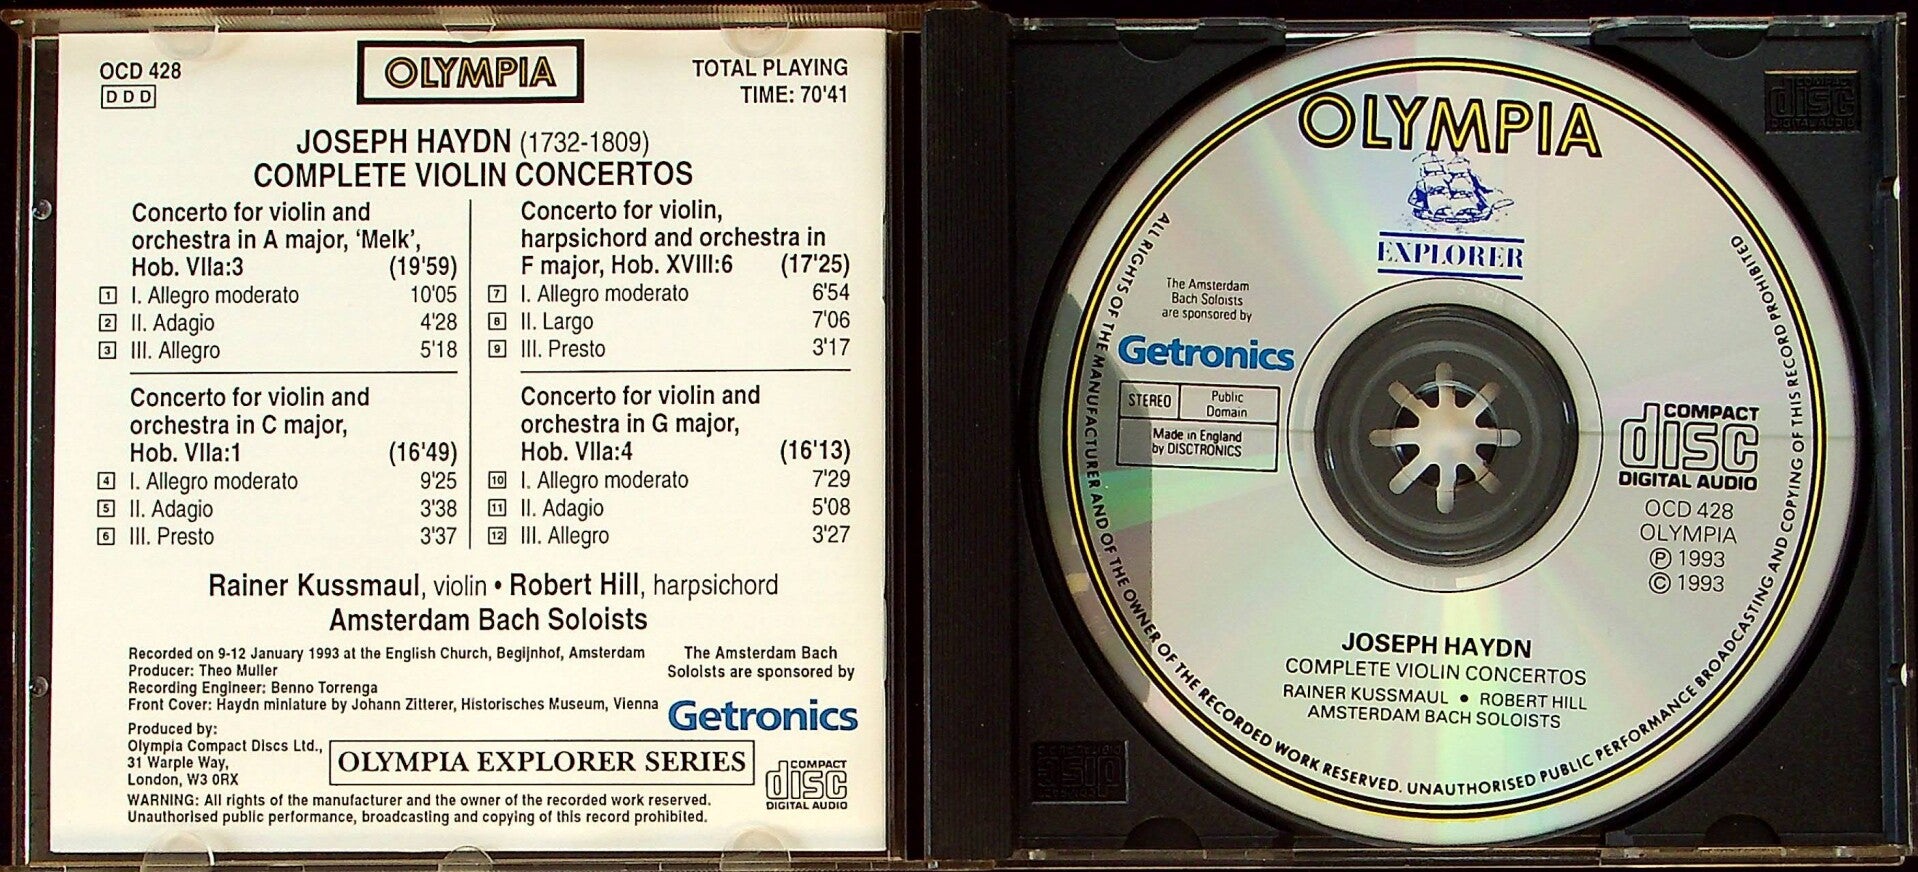 OCD 428
DDD
OLYMPIA
TOTAL PLAYING
TIME: 70'41
JOSEPH HAYDN (1732-1809)
COMPLETE VIOLIN CONCERTOS
Concerto for violin and
orchestra in A major, ‘Melk’,
Hob. VIIa:3 (19'59)
1 I. Allegro moderato 10'05
2 II. Adagio 4'28
3 III. Allegro 5'18
Concerto for violin and
orchestra in C major,
Hob. VIIa:1 (16'49)
4 I. Allegro moderato 9'25
5 II. Adagio 3'38
6 III. Presto 3'37
Concerto for violin,
harpsichord and orchestra in
F major, Hob. XVIII:6 (17'25)
7 I. Allegro moderato 6'54
8 II. Largo 7'06
9 III. Presto 3'17
Concerto for violin and
orchestra in G major,
Hob. VIIa:4 (16'13)
10 I. Allegro moderato 7'29
11 II. Adagio 5'08
12 III. Allegro 3'27
Rainer Kussmaul, violin • Robert Hill, harpsichord
Amsterdam Bach Soloists
Recorded on 9-12 January 1993 at the English Church, Begijnhof, Amsterdam
Producer: Theo Muller
Recording Engineer: Benno Torrenga
Front Cover: Haydn miniature by Johann Zitterer, Historisches Museum, Vienna
The Amsterdam Bach
Soloists are sponsored by
Getronics
Produced by:
Olympia Compact Discs Ltd.,
31 Warple Way,
London, W3 0RX
OLYMPIA EXPLORER SERIES
COMPACT
disc
DIGITAL AUDIO
WARNING: All rights of the manufacturer and the owner of the recorded work reserved.
Unauthorised public performance, broadcasting and copying of this record prohibited.
OLYMPIA
EXPLORER
The Amsterdam
Bach Soloists
are sponsored by
Getronics
STEREO
Public
Domain
Made in England
by DISCTRONICS
COMPACT
disc
DIGITAL AUDIO
OCD 428
OLYMPIA
℗ 1993
© 1993
JOSEPH HAYDN
COMPLETE VIOLIN CONCERTOS
RAINER KUSSMAUL • ROBERT HILL
AMSTERDAM BACH SOLOISTS
ALL RIGHTS OF THE MANUFACTURER AND OF THE OWNER OF THE RECORDED WORK RESERVED. UNAUTHORISED PUBLIC PERFORMANCE BROADCASTING AND COPYING OF THIS RECORD PROHIBITED
COMPACT
disc
DIGITAL AUDIO